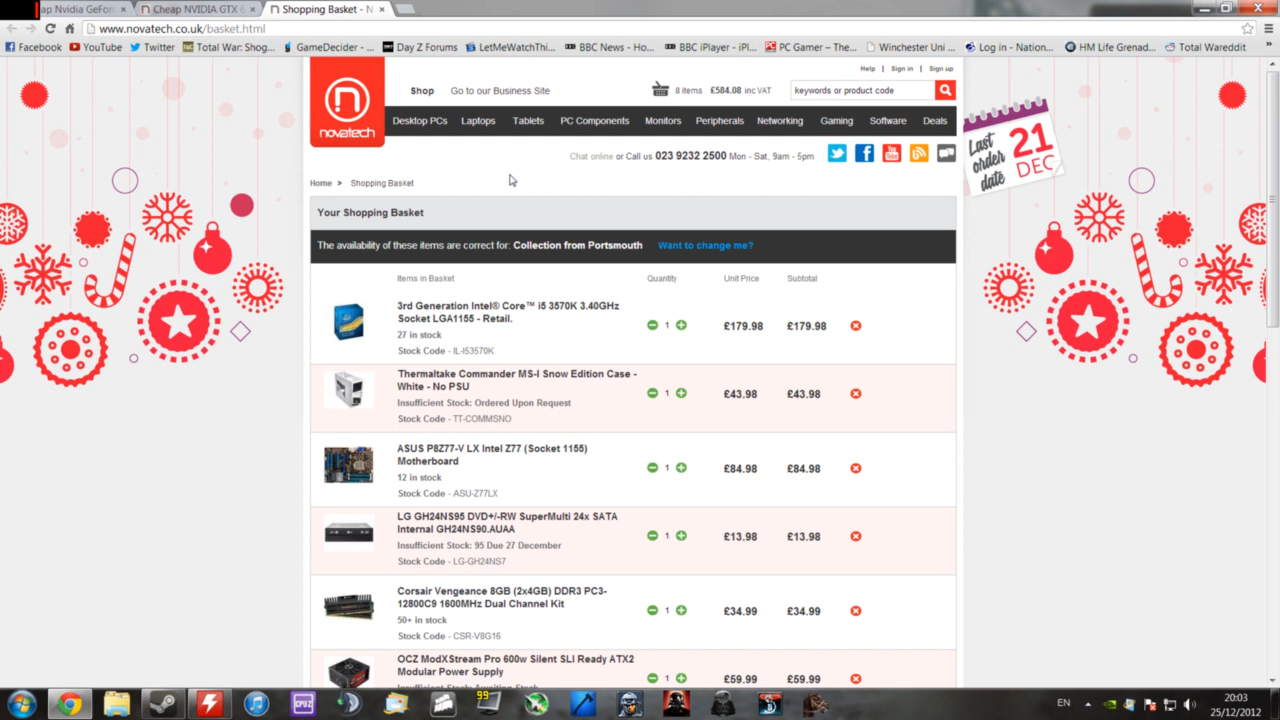 ap Nvidia GeFor
Cheap NVIDIA GTX 6
Shopping Basket - N
www.novatech.co.uk/basket.html
Facebook
YouTube
Twitter
Total War: Shog...
GameDecider - ...
Day Z Forums
LetMeWatchThi...
BBC News - Ho...
BBC iPlayer - iPl...
PC Gamer – The...
Winchester Uni ...
Log in - Nation...
HM Life Grenad...
Total Wareddit
»
Help | Sign in | Sign up
n
novatech
Shop
Go to our Business Site
8 items £584.08 inc VAT
keywords or product code
Desktop PCs Laptops Tablets PC Components Monitors Peripherals Networking Gaming Software Deals
Chat online or Call us 023 9232 2500 Mon - Sat, 9am - 5pm
You Tube
Last order date 21 DEC
Home > Shopping Basket
Your Shopping Basket
The availability of these items are correct for: Collection from Portsmouth Want to change me?
Items in Basket Quantity Unit Price Subtotal
3rd Generation Intel® Core™ i5 3570K 3.40GHz
Socket LGA1155 - Retail.
1 £179.98 £179.98
27 in stock
Stock Code - IL-I53570K
Thermaltake Commander MS-I Snow Edition Case -
White - No PSU
1 £43.98 £43.98
Insufficient Stock: Ordered Upon Request
Stock Code - TT-COMMSNO
ASUS P8Z77-V LX Intel Z77 (Socket 1155)
Motherboard
1 £84.98 £84.98
12 in stock
Stock Code - ASU-Z77LX
LG GH24NS95 DVD+/-RW SuperMulti 24x SATA
Internal GH24NS90.AUAA
1 £13.98 £13.98
Insufficient Stock: 95 Due 27 December
Stock Code - LG-GH24NS7
Corsair Vengeance 8GB (2x4GB) DDR3 PC3-
12800C9 1600MHz Dual Channel Kit
1 £34.99 £34.99
50+ in stock
Stock Code - CSR-V8G16
OCZ ModXStream Pro 600w Silent SLI Ready ATX2
Modular Power Supply
1 £59.99 £59.99
Insufficient Stock: Awaiting Stock
CPU Z
99
EN
20:03
25/12/2012